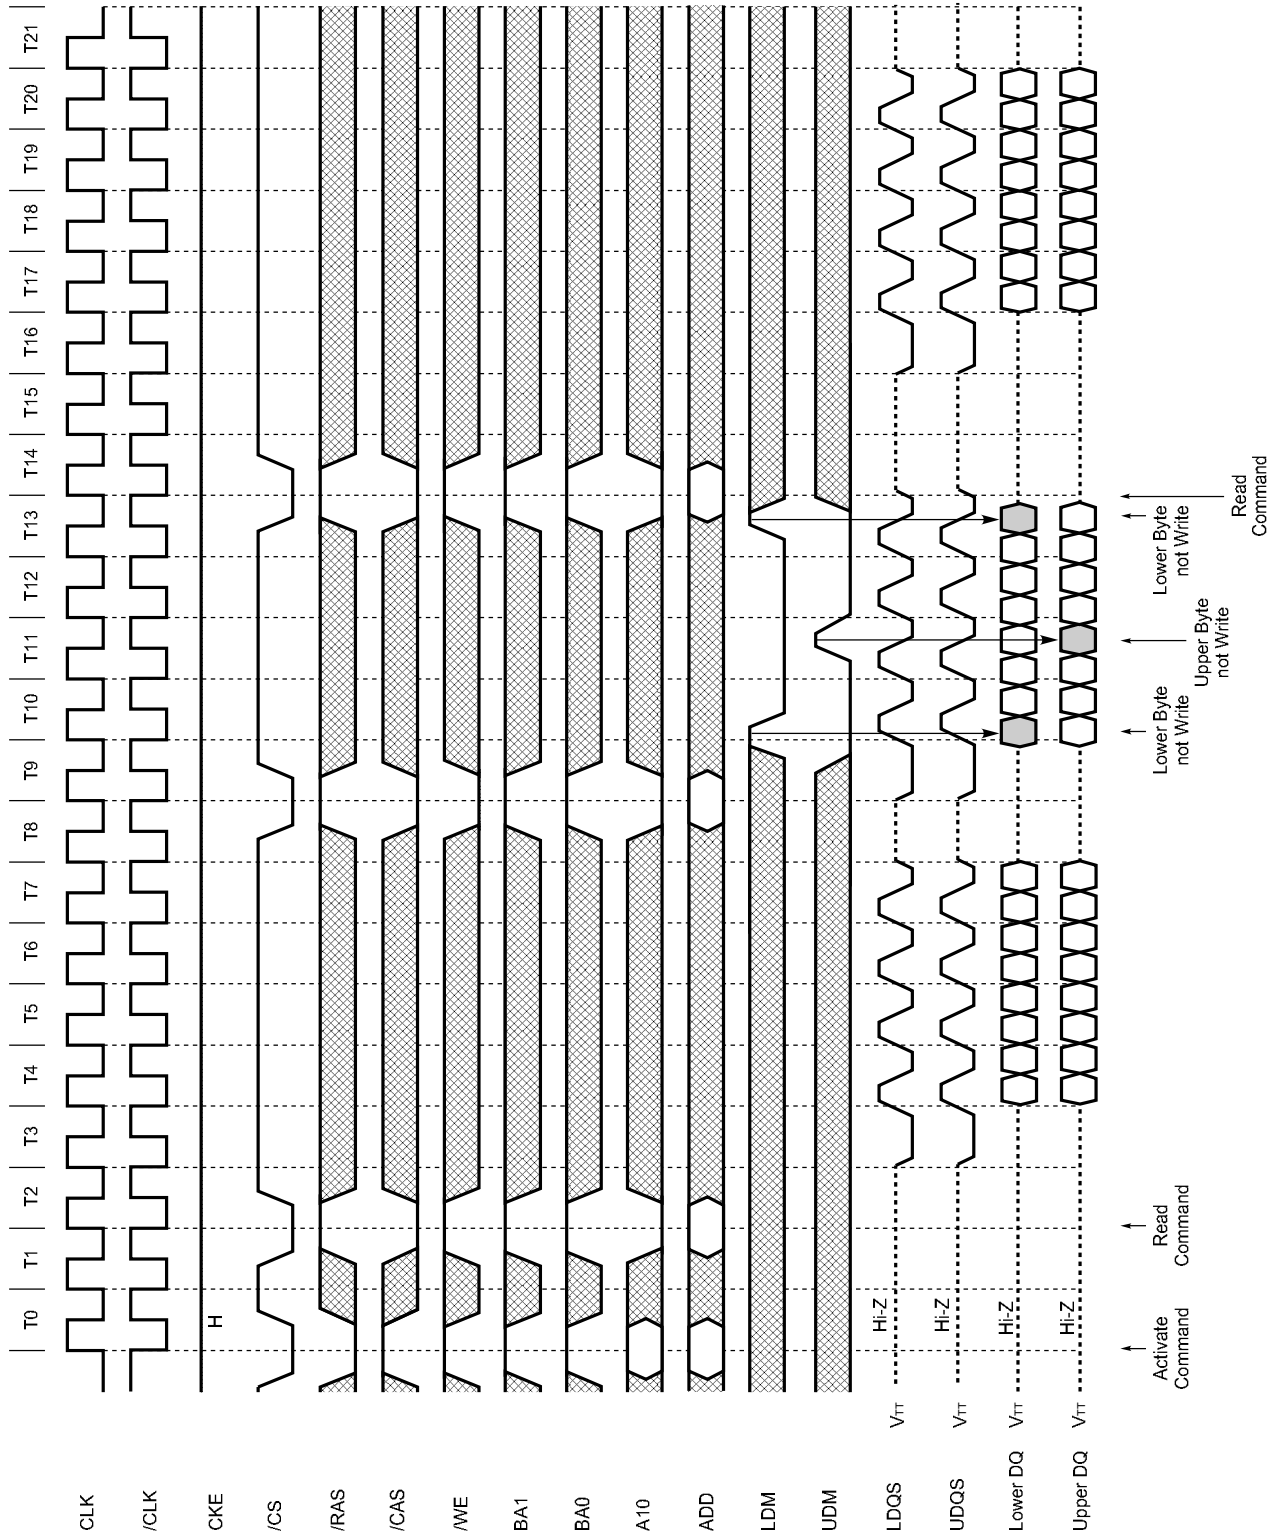 T0 T1 T2 T3 T4 T5 T6 T7 T8 T9 T10 T11 T12 T13 T14 T15 T16 T17 T18 T19 T20 T21
CLK
/CLK
CKE H
/CS
/RAS
/CAS
/WE
BA1
BA0
A10
ADD
LDM
UDM
LDQS VTT Hi-Z
UDQS VTT Hi-Z
Lower DQ VTT Hi-Z
Upper DQ VTT Hi-Z
Activate
Command
Read
Command
Lower Byte
not Write
Upper Byte
not Write
Lower Byte
not Write
Read
Command